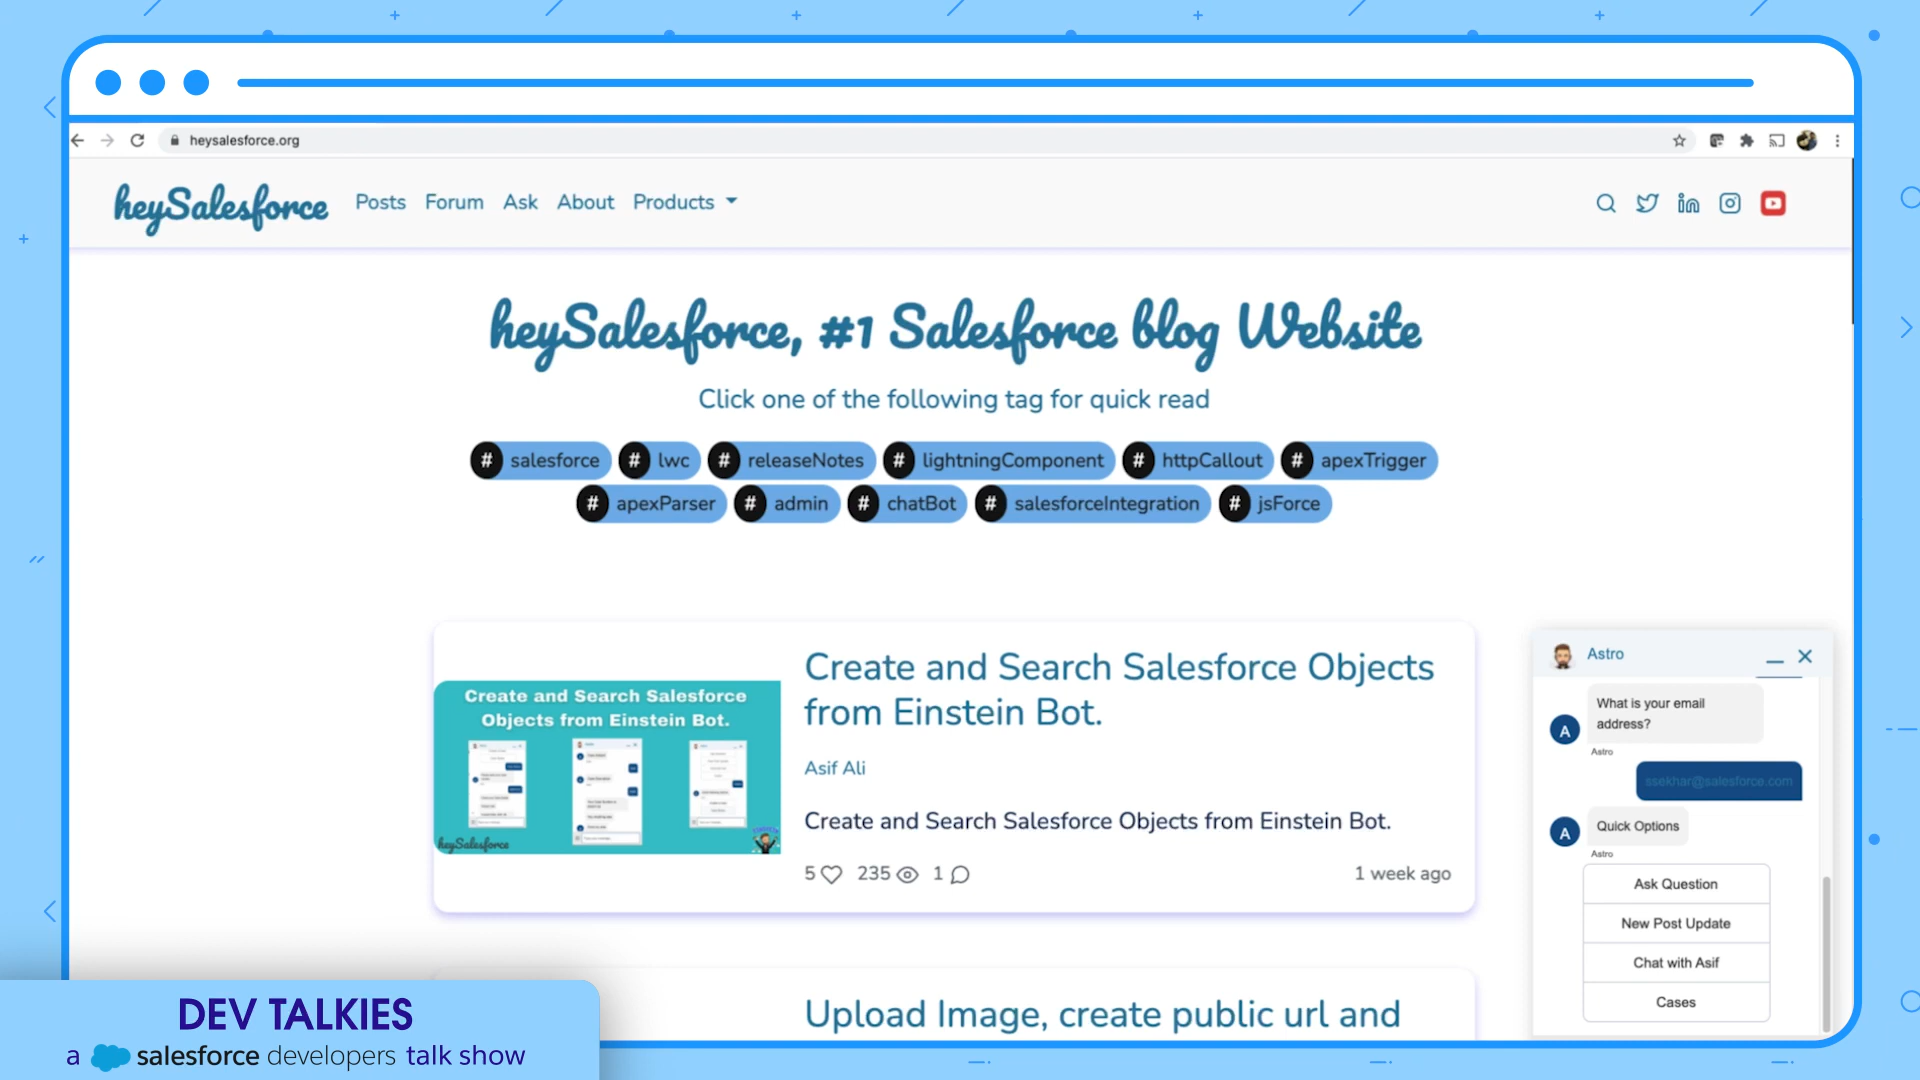 heysalesforce.org
heySalesforce Posts Forum Ask About Products
heySalesforce, #1 Salesforce blog Website
Click one of the following tag for quick read
# salesforce # lwc # releaseNotes # lightningComponent # httpCallout # apexTrigger
# apexParser # admin # chatBot # salesforceIntegration # jsForce
Create and Search Salesforce
Objects from Einstein Bot.
heySalesforce
Create and Search Salesforce Objects
from Einstein Bot.
Asif Ali
Create and Search Salesforce Objects from Einstein Bot.
5 235 1 1 week ago
Upload Image, create public url and
Astro
What is your email
address?
A
Astro
ssekhar@salesforce.com
A
Quick Options
Astro
Ask Question
New Post Update
Chat with Asif
Cases
DEV TALKIES
a salesforce developers talk show